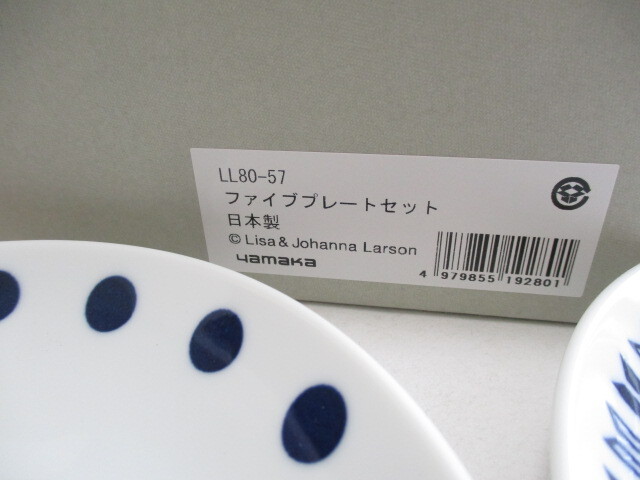 LL80-57
ファイブプレートセット
日本製
© Lisa & Johanna Larson
yamaka
4 979855 192801